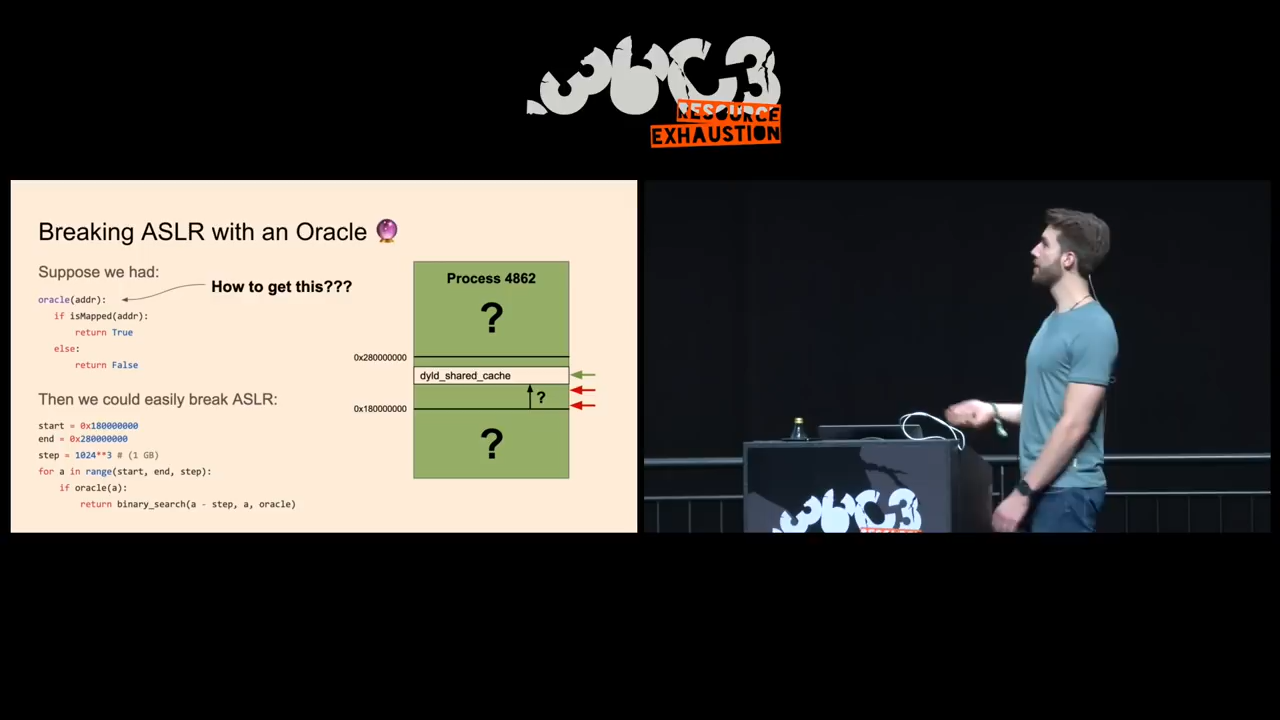 36C3
RESOURCE
EXHAUSTION
Breaking ASLR with an Oracle 🔮
Suppose we had:
How to get this???
oracle(addr):
if isMapped(addr):
return True
else:
return False
Then we could easily break ASLR:
start = 0x180000000
end = 0x280000000
step = 1024**3 # (1 GB)
for a in range(start, end, step):
if oracle(a):
return binary_search(a - step, a, oracle)
Process 4862
?
0x280000000
dyld_shared_cache
?
0x180000000
?
36C3